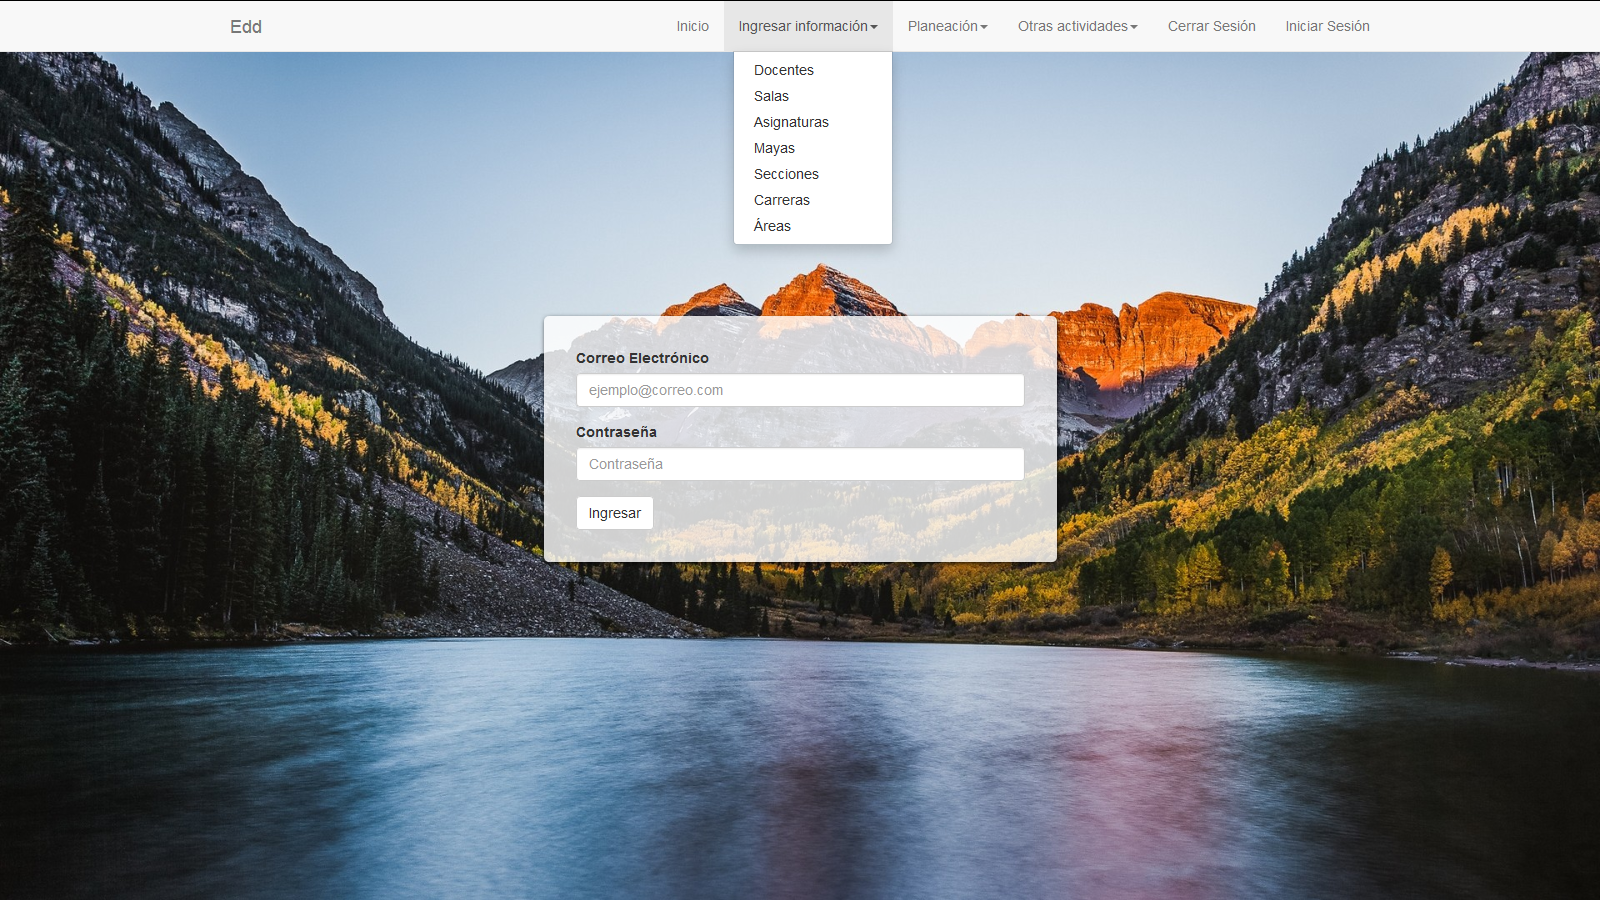 Edd
Inicio
Ingresar información
Planeación
Otras actividades
Cerrar Sesión
Iniciar Sesión
Docentes
Salas
Asignaturas
Mayas
Secciones
Carreras
Áreas
Correo Electrónico
ejemplo@correo.com
Contraseña
Contraseña
Ingresar